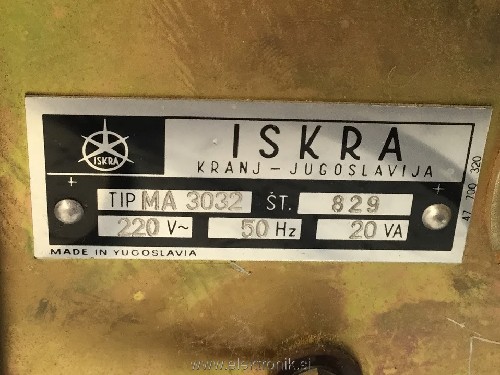 ISKRA
ISKRA
KRANJ - JUGOSLAVIJA
TIP MA 3032 ŠT. 829
220 V~ 50 Hz 20 VA
MADE IN YUGOSLAVIA
47 700 320
www.elektronik.si